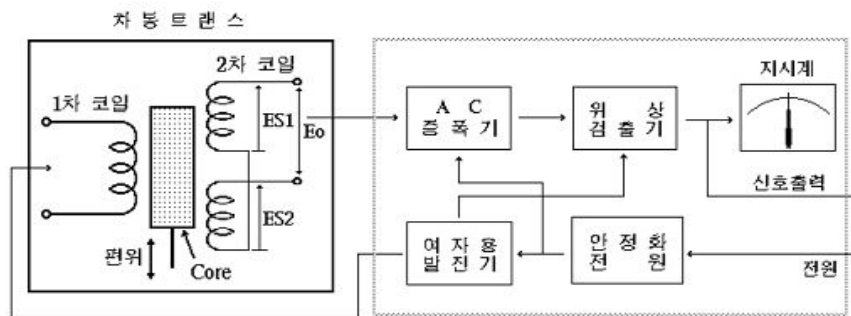 차 동 트 랜 스
1차 코일
2차 코일
ES1
Eo
ES2
편위
Core
A C
증 폭 기
위 상
검 출 기
지시계
신호출력
여 자 용
발 진 기
안 정 화
전 원
전원